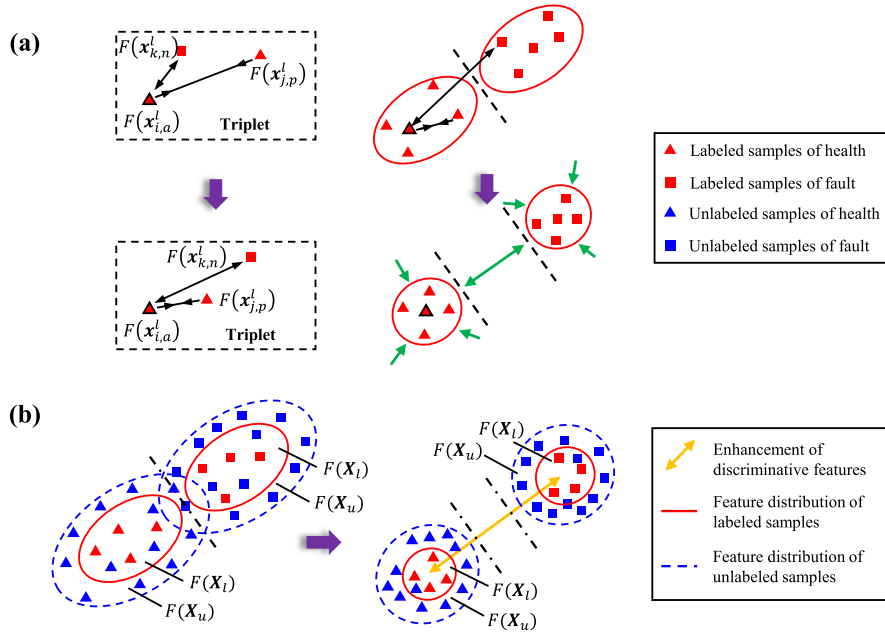 (a)
F(x^l_{k,n})
F(x^l_{j,p})
F(x^l_{i,a})
Triplet
F(x^l_{k,n})
F(x^l_{j,p})
F(x^l_{i,a})
Triplet
Labeled samples of health
Labeled samples of fault
Unlabeled samples of health
Unlabeled samples of fault
(b)
F(X_l)
F(X_u)
F(X_l)
F(X_u)
F(X_l)
F(X_u)
F(X_l)
F(X_u)
Enhancement of
discriminative features
Feature distribution of
labeled samples
Feature distribution of
unlabeled samples